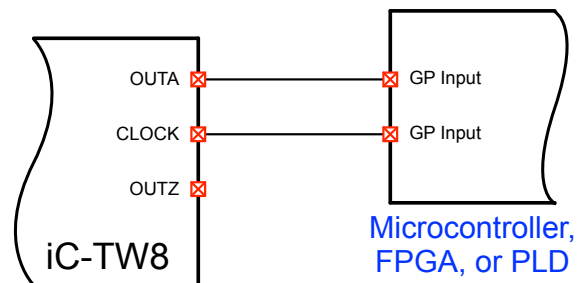 OUTA
GP Input
CLOCK
GP Input
OUTZ
iC-TW8
Microcontroller,
FPGA, or PLD